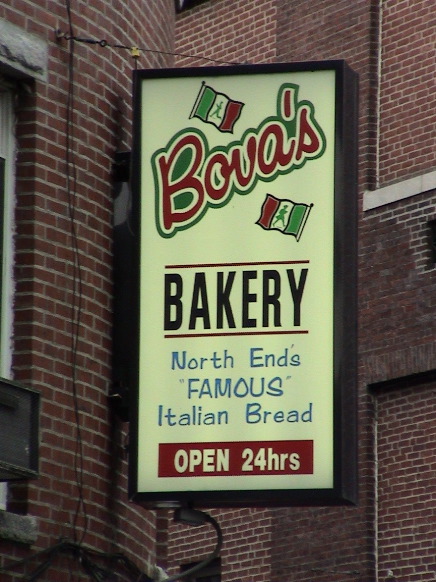 Bova's
BAKERY
North End's
"FAMOUS"
Italian Bread
OPEN 24hrs